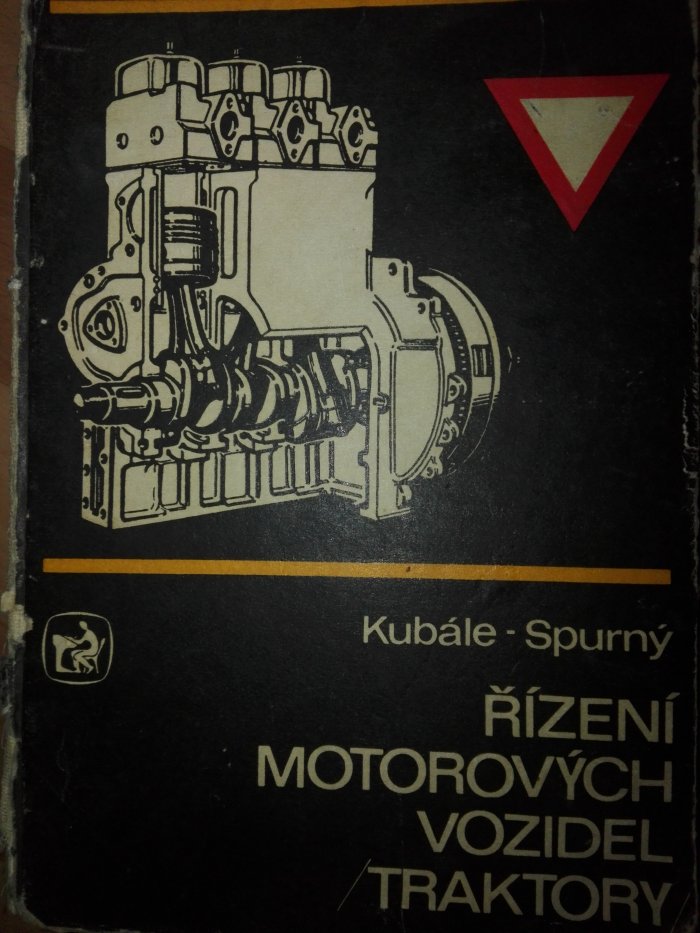 Kubále - Spurný
ŘÍZENÍ
MOTOROVÝCH
VOZIDEL
TRAKTORY